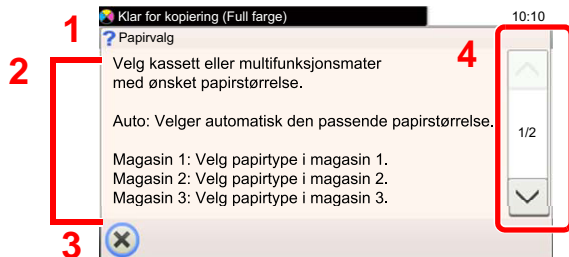 Klar for kopiering (Full farge)
10:10
1
? Papirvalg
4
2
Velg kassett eller multifunksjonsmater
med ønsket papirstørrelse.
Auto: Velger automatisk den passende papirstørrelse.
1/2
Magasin 1: Velg papirtype i magasin 1.
Magasin 2: Velg papirtype i magasin 2.
Magasin 3: Velg papirtype i magasin 3.
3